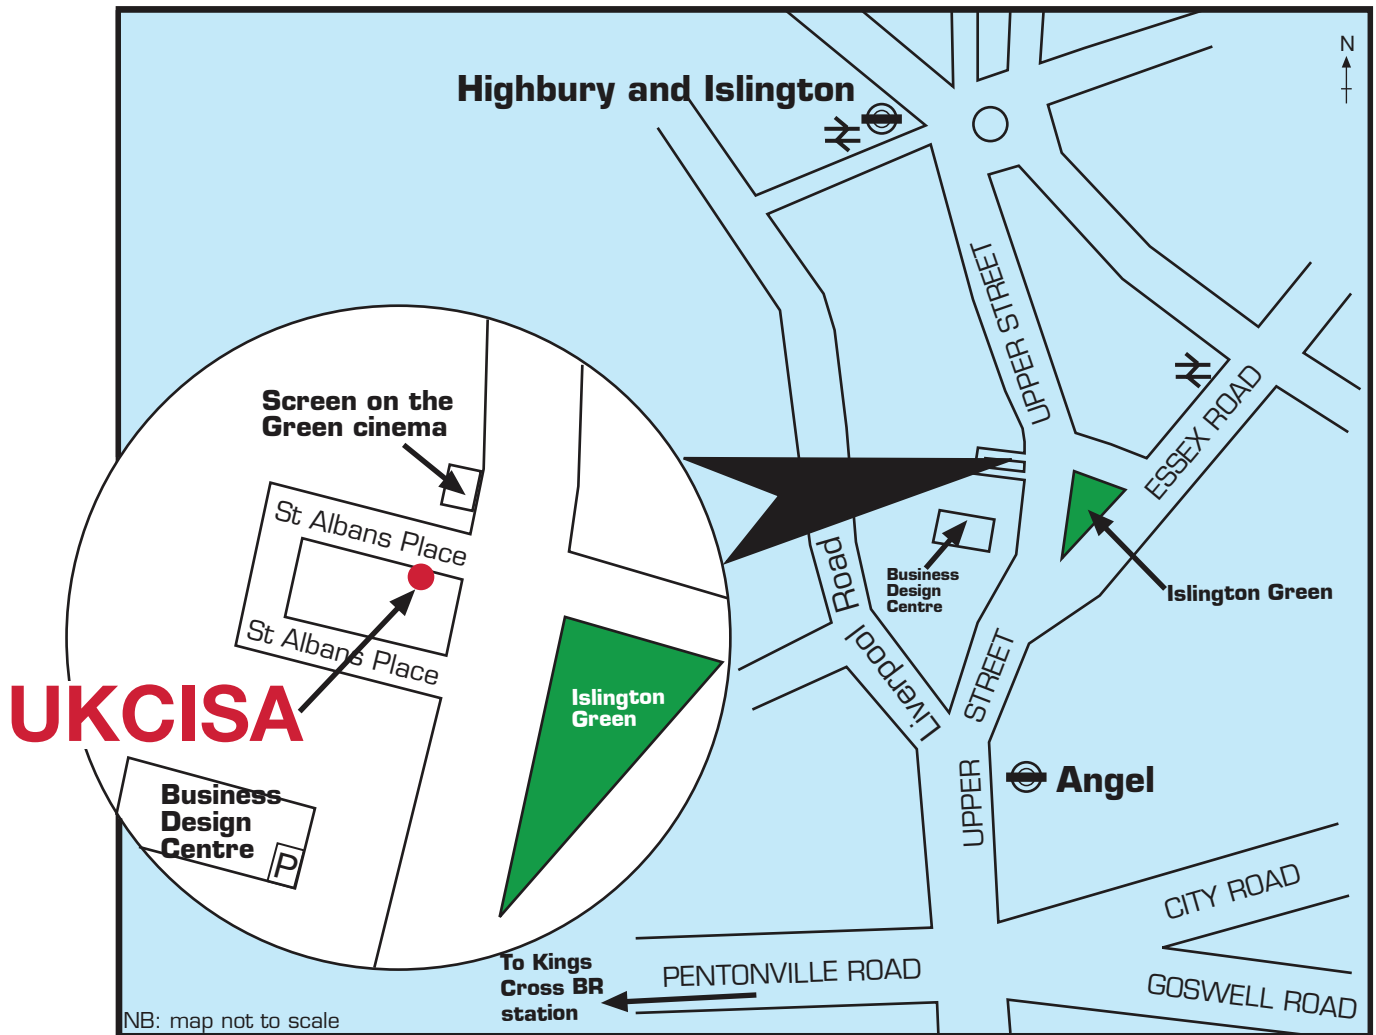 N
Highbury and Islington
UPPER STREET
Screen on the
Green cinema
ESSEX ROAD
St Albans Place
Liverpool Road
Business
Design
Centre
Islington Green
St Albans Place
UKCISA
Islington
Green
STREET
UPPER
Angel
Business
Design
Centre
P
CITY ROAD
To Kings
Cross BR
station
PENTONVILLE ROAD
GOSWELL ROAD
NB: map not to scale